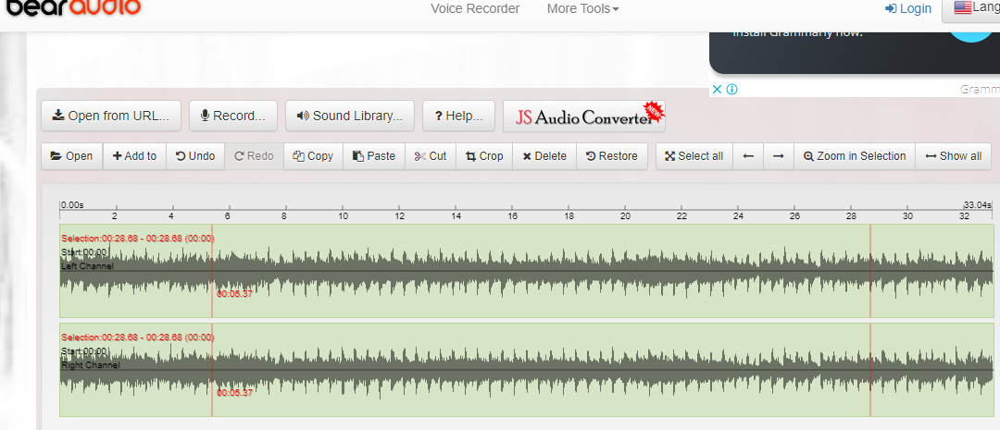 bearaudio
Voice Recorder More Tools Login Lang
Install Grammarly now.
Gramm
Open from URL... Record... Sound Library... ? Help... JS Audio Converter NEW
Open Add to Undo Redo Copy Paste Cut Crop Delete Restore Select all ← → Zoom in Selection Show all
0.00s 33.04s
2 4 6 8 10 12 14 16 18 20 22 24 26 28 30 32
Selection:00:28.68 - 00:28.68 (00:00)
Start:00:00
Left Channel
00:05.37
Selection:00:28.68 - 00:28.68 (00:00)
Start:00:00
Right Channel
00:05.37